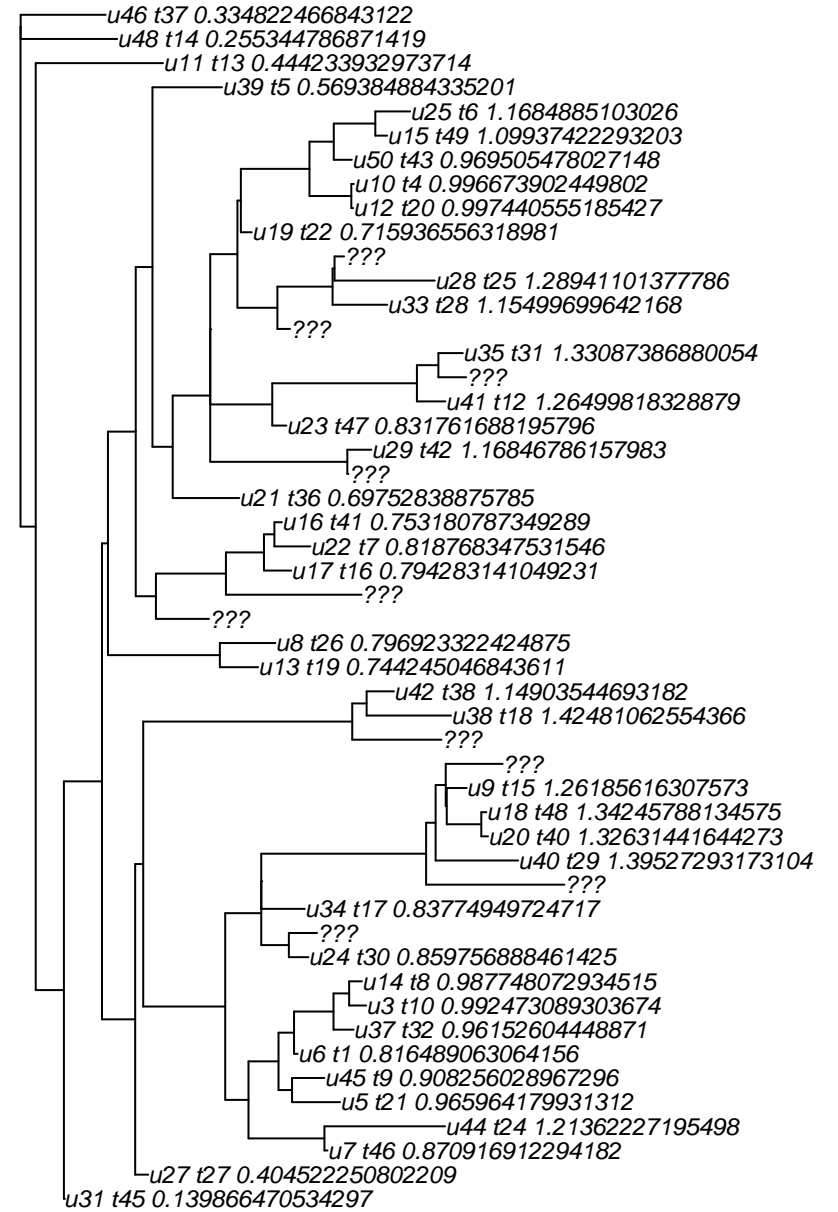 u46 t37 0.334822466843122
u48 t14 0.255344786871419
u11 t13 0.444233932973714
u39 t5 0.569384884335201
u25 t6 1.1684885103026
u15 t49 1.09937422293203
u50 t43 0.969505478027148
u10 t4 0.996673902449802
u12 t20 0.997440555185427
u19 t22 0.715936556318981
???
u28 t25 1.28941101377786
u33 t28 1.15499699642168
???
u35 t31 1.33087386880054
???
u41 t12 1.26499818328879
u23 t47 0.831761688195796
u29 t42 1.16846786157983
???
u21 t36 0.69752838875785
u16 t41 0.753180787349289
u22 t7 0.818768347531546
u17 t16 0.794283141049231
???
???
u8 t26 0.796923322424875
u13 t19 0.744245046843611
u42 t38 1.14903544693182
u38 t18 1.42481062554366
???
???
u9 t15 1.26185616307573
u18 t48 1.34245788134575
u20 t40 1.32631441644273
u40 t29 1.39527293173104
???
u34 t17 0.83774949724717
???
u24 t30 0.859756888461425
u14 t8 0.987748072934515
u3 t10 0.992473089303674
u37 t32 0.96152604448871
u6 t1 0.816489063064156
u45 t9 0.908256028967296
u5 t21 0.965964179931312
u44 t24 1.21362227195498
u7 t46 0.870916912294182
u27 t27 0.404522250802209
u31 t45 0.139866470534297